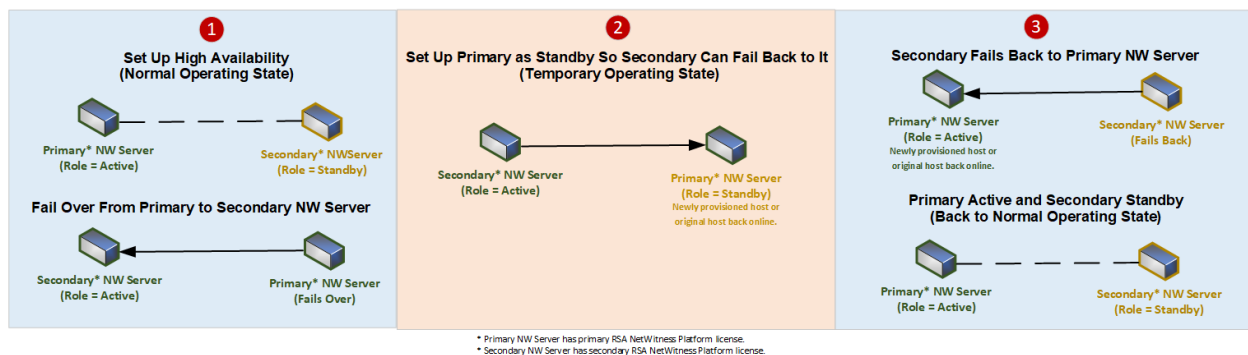 1
Set Up High Availability
(Normal Operating State)
Primary* NW Server
(Role = Active)
Secondary* NWServer
(Role = Standby)
Fail Over From Primary to Secondary NW Server
Secondary* NW Server
(Role = Active)
Primary* NW Server
(Fails Over)
2
Set Up Primary as Standby So Secondary Can Fail Back to It
(Temporary Operating State)
Secondary* NW Server
(Role = Active)
Primary* NW Server
(Role = Standby)
Newly provisioned host or
original host back online.
3
Secondary Fails Back to Primary NW Server
Primary* NW Server
(Role = Active)
Newly provisioned host or
original host back online.
Secondary* NW Server
(Fails Back)
Primary Active and Secondary Standby
(Back to Normal Operating State)
Primary* NW Server
(Role = Active)
Secondary* NW Server
(Role = Standby)
* Primary NW Server has primary RSA NetWitness Platform license.
* Secondary NW Server has secondary RSA NetWitness Platform license.